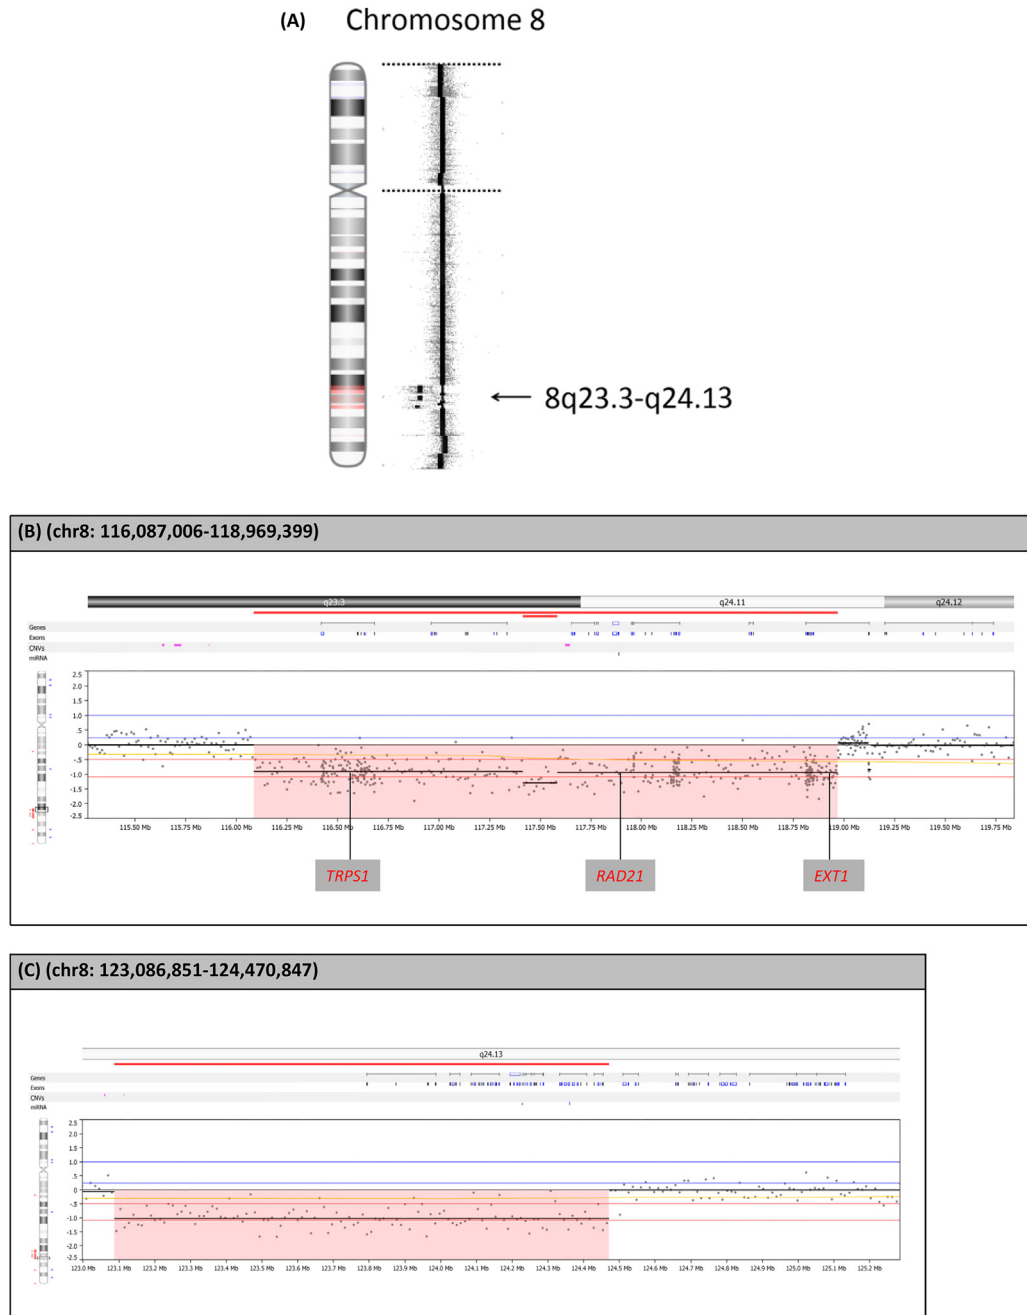 (A) Chromosome 8
8q23.3-q24.13
(B) (chr8: 116,087,006-118,969,399)
q23.3 q24.11 q24.12
Genes
Exons
CNVs
mRNA
2.5
2.0
1.5
1.0
.5
0
-.5
-1.0
-1.5
-2.0
-2.5
115.50 Mb 115.75 Mb 116.00 Mb 116.25 Mb 116.50 Mb 116.75 Mb 117.00 Mb 117.25 Mb 117.50 Mb 117.75 Mb 118.00 Mb 118.25 Mb 118.50 Mb 118.75 Mb 119.00 Mb 119.25 Mb 119.50 Mb 119.75 Mb
TRPS1 RAD21 EXT1
(C) (chr8: 123,086,851-124,470,847)
q24.13
Genes
Exons
CNVs
mRNA
2.5
2.0
1.5
1.0
.5
0
-.5
-1.0
-1.5
-2.0
-2.5
123.0 Mb 123.1 Mb 123.2 Mb 123.3 Mb 123.4 Mb 123.5 Mb 123.6 Mb 123.7 Mb 123.8 Mb 123.9 Mb 124.0 Mb 124.1 Mb 124.2 Mb 124.3 Mb 124.4 Mb 124.5 Mb 124.6 Mb 124.7 Mb 124.8 Mb 124.9 Mb 125.0 Mb 125.1 Mb 125.2 Mb